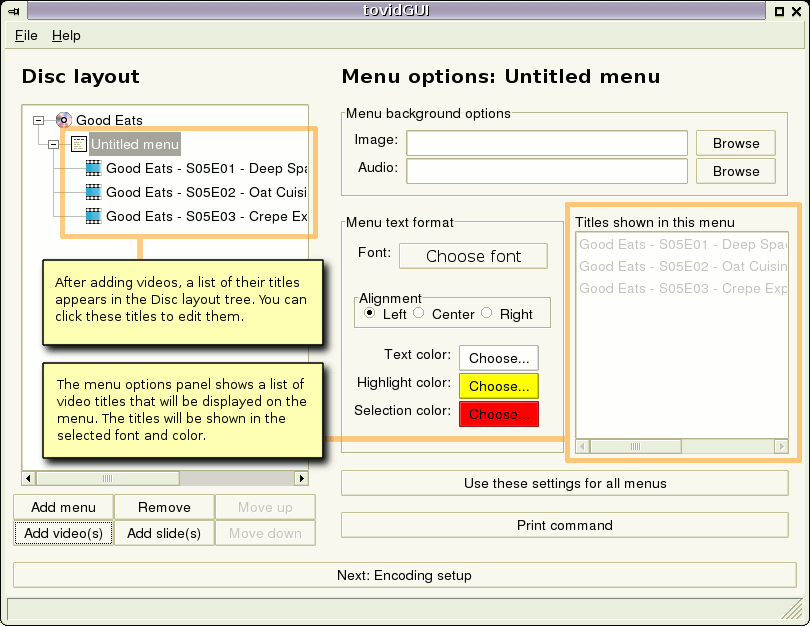 tovidGUI
File Help
Disc layout
Good Eats
Untitled menu
Good Eats - S05E01 - Deep Spa
Good Eats - S05E02 - Oat Cuisi
Good Eats - S05E03 - Crepe Ex
After adding videos, a list of their titles
appears in the Disc layout tree. You can
click these titles to edit them.
The menu options panel shows a list of
video titles that will be displayed on the
menu. The titles will be shown in the
selected font and color.
Add menu Remove Move up
Add video(s) Add slide(s) Move down
Menu options: Untitled menu
Menu background options
Image: Browse
Audio: Browse
Menu text format
Font: Choose font
Alignment
Left Center Right
Text color: Choose...
Highlight color: Choose...
Selection color: Choose...
Titles shown in this menu
Good Eats - S05E01 - Deep Spa
Good Eats - S05E02 - Oat Cuisin
Good Eats - S05E03 - Crepe Exp
Use these settings for all menus
Print command
Next: Encoding setup